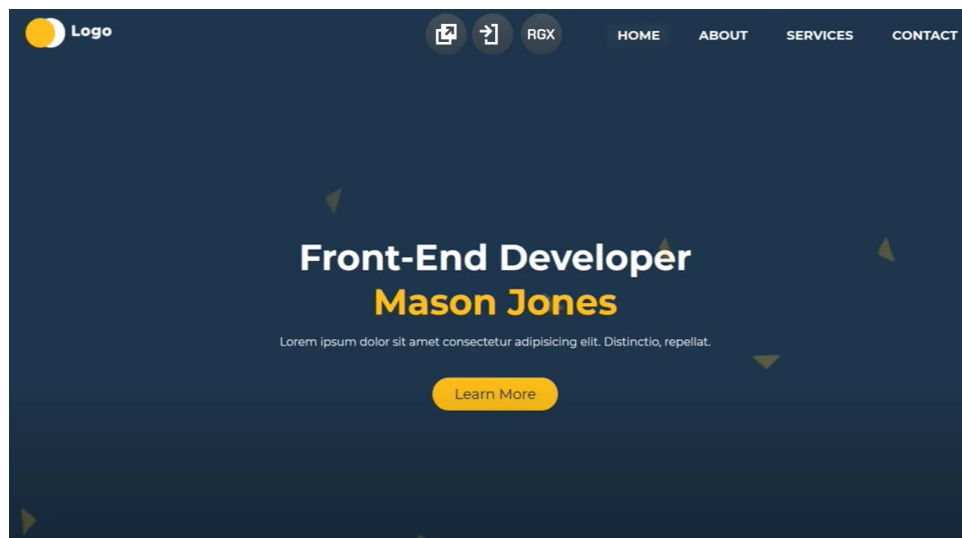 Logo
RGX
HOME ABOUT SERVICES CONTACT
Front-End Developer
Mason Jones
Lorem ipsum dolor sit amet consectetur adipisicing elit. Distinctio, repellat.
Learn More